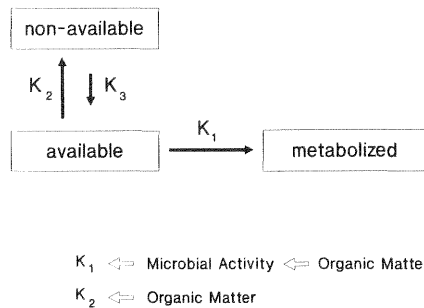 non-available
K2 K3
K1
available metabolized
K1 ⇐ Microbial Activity ⇐ Organic Matte
K2 ⇐ Organic Matter